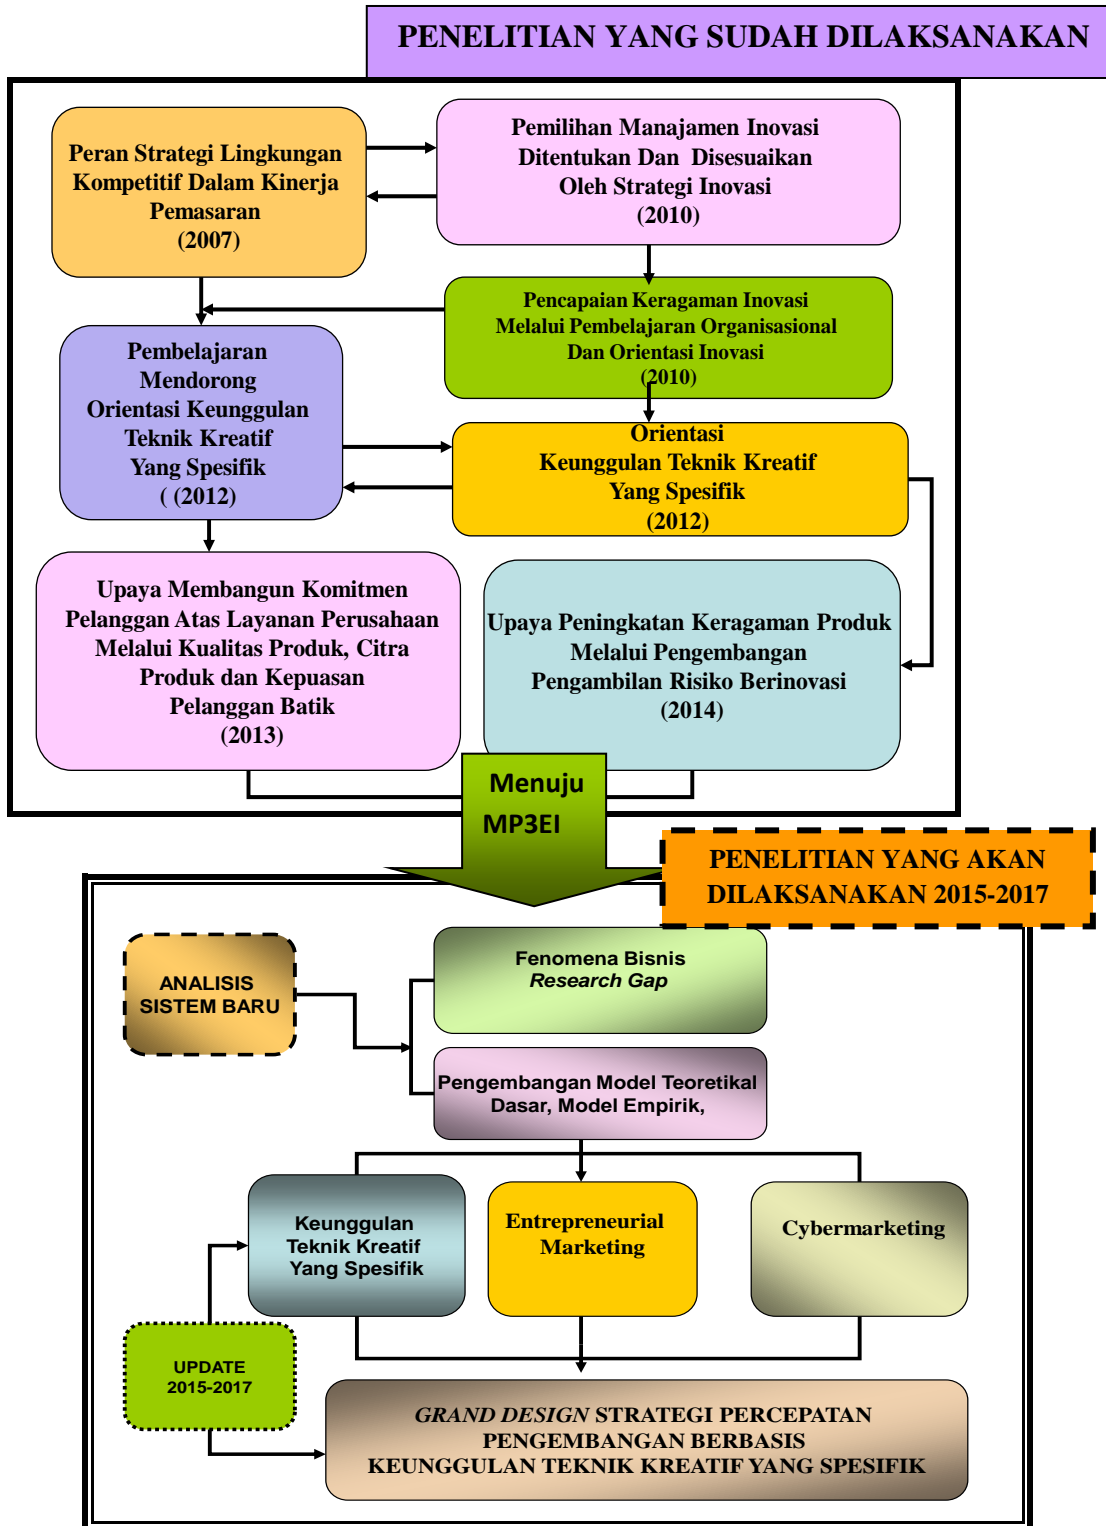 PENELITIAN YANG SUDAH DILAKSANAKAN
Peran Strategi Lingkungan
Kompetitif Dalam Kinerja
Pemasaran
(2007)
Pemilihan Manajamen Inovasi
Ditentukan Dan Disesuaikan
Oleh Strategi Inovasi
(2010)
Pencapaian Keragaman Inovasi
Melalui Pembelajaran Organisasional
Dan Orientasi Inovasi
(2010)
Pembelajaran
Mendorong
Orientasi Keunggulan
Teknik Kreatif
Yang Spesifik
( (2012)
Orientasi
Keunggulan Teknik Kreatif
Yang Spesifik
(2012)
Upaya Membangun Komitmen
Pelanggan Atas Layanan Perusahaan
Melalui Kualitas Produk, Citra
Produk dan Kepuasan
Pelanggan Batik
(2013)
Upaya Peningkatan Keragaman Produk
Melalui Pengembangan
Pengambilan Risiko Berinovasi
(2014)
Menuju
MP3EI
PENELITIAN YANG AKAN
DILAKSANAKAN 2015-2017
ANALISIS
SISTEM BARU
Fenomena Bisnis
Research Gap
Pengembangan Model Teoretikal
Dasar, Model Empirik,
Keunggulan
Teknik Kreatif
Yang Spesifik
Entrepreneurial
Marketing
Cybermarketing
UPDATE
2015-2017
GRAND DESIGN STRATEGI PERCEPATAN
PENGEMBANGAN BERBASIS
KEUNGGULAN TEKNIK KREATIF YANG SPESIFIK